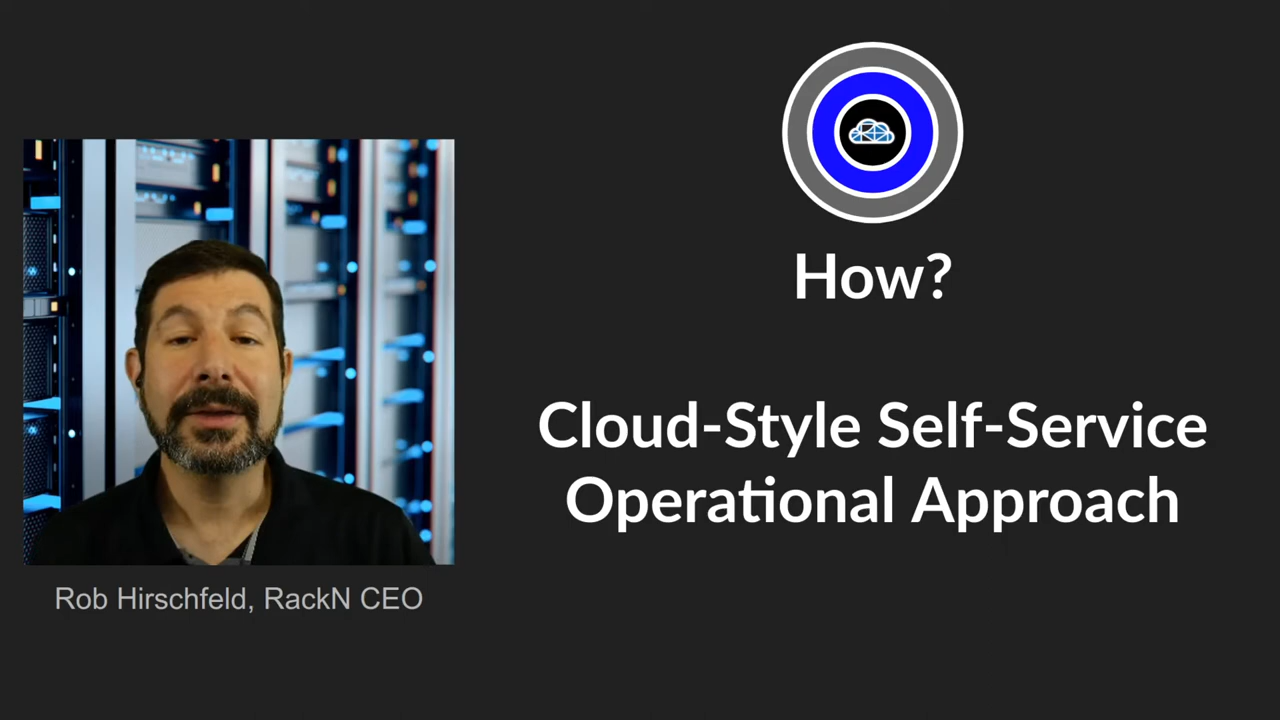 How?
Cloud-Style Self-Service
Operational Approach
Rob Hirschfeld, RackN CEO